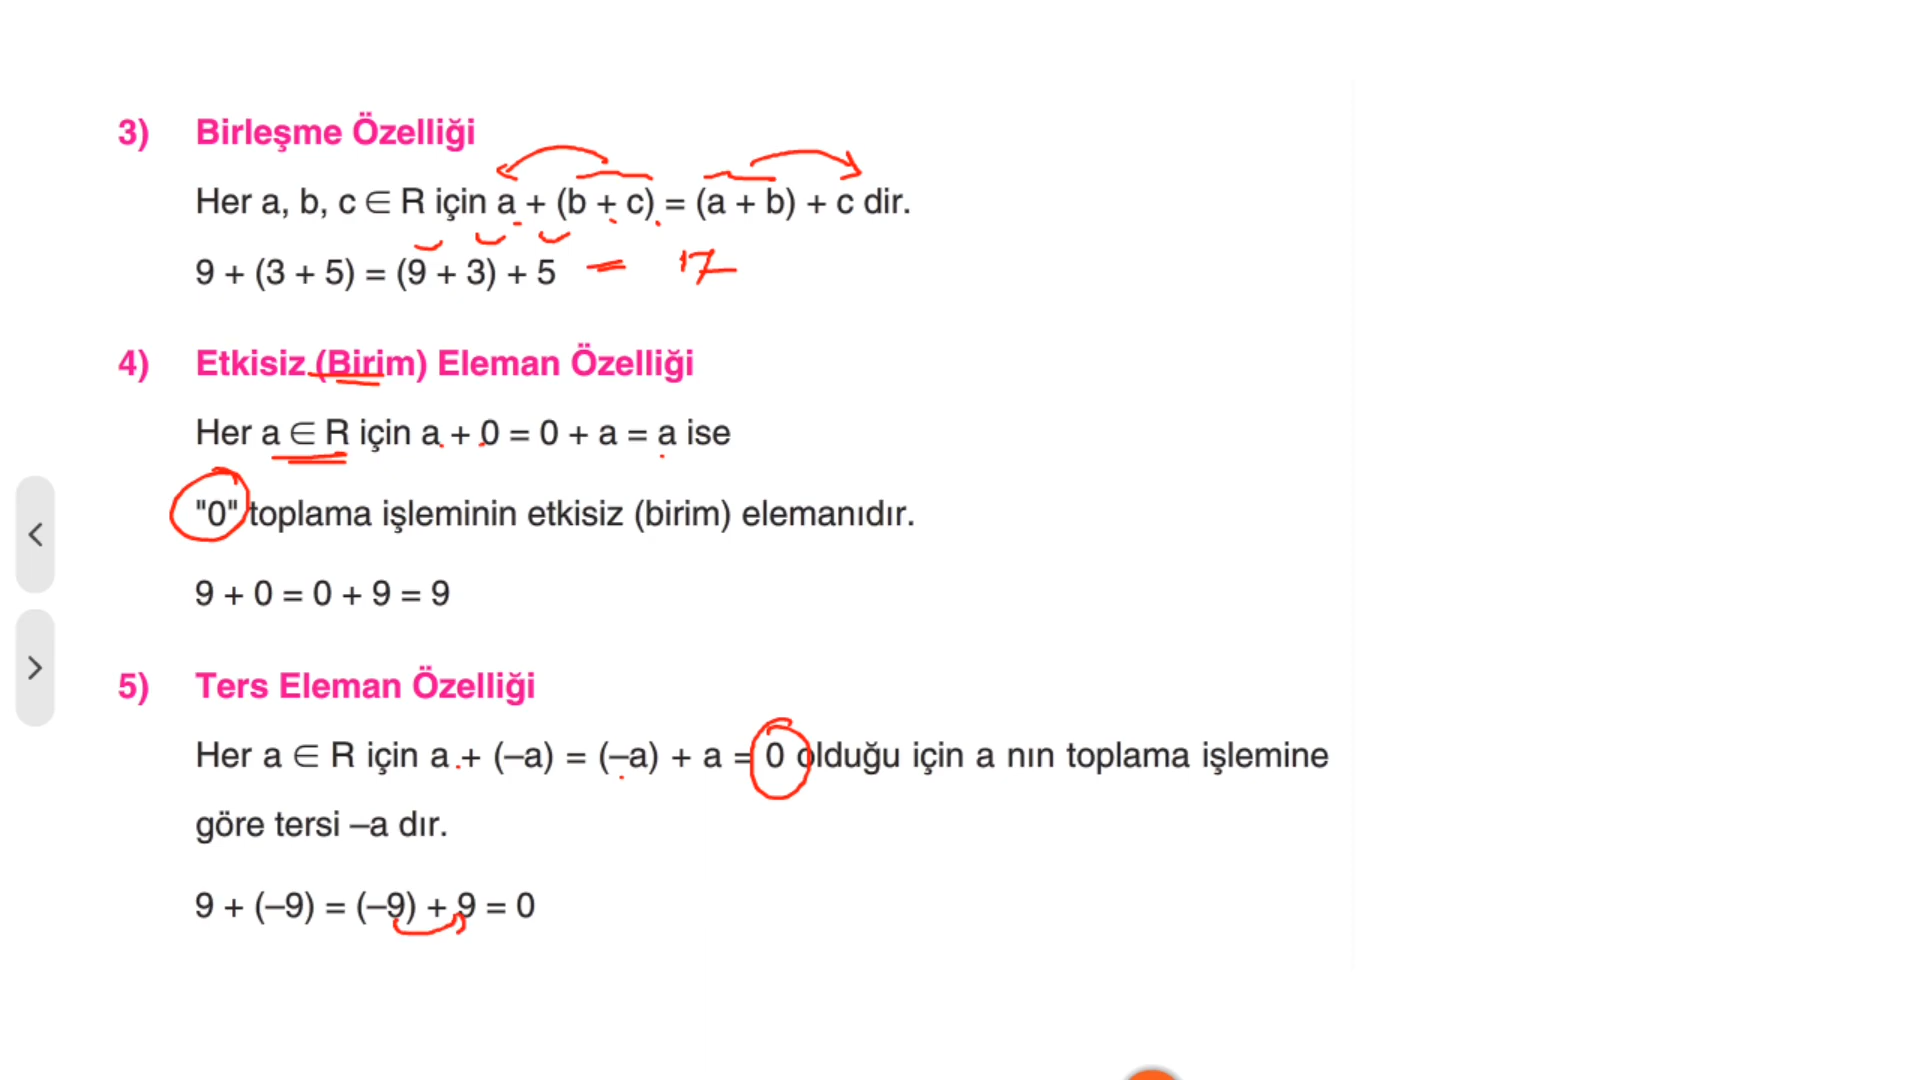 3) Birleşme Özelliği
Her a, b, c ∈ R için a + (b + c) = (a + b) + c dir.
9 + (3 + 5) = (9 + 3) + 5 = 17
4) Etkisiz (Birim) Eleman Özelliği
Her a ∈ R için a + 0 = 0 + a = a ise
"0" toplama işleminin etkisiz (birim) elemanıdır.
9 + 0 = 0 + 9 = 9
5) Ters Eleman Özelliği
Her a ∈ R için a + (–a) = (–a) + a = 0 olduğu için a nın toplama işlemine
göre tersi –a dır.
9 + (–9) = (–9) + 9 = 0